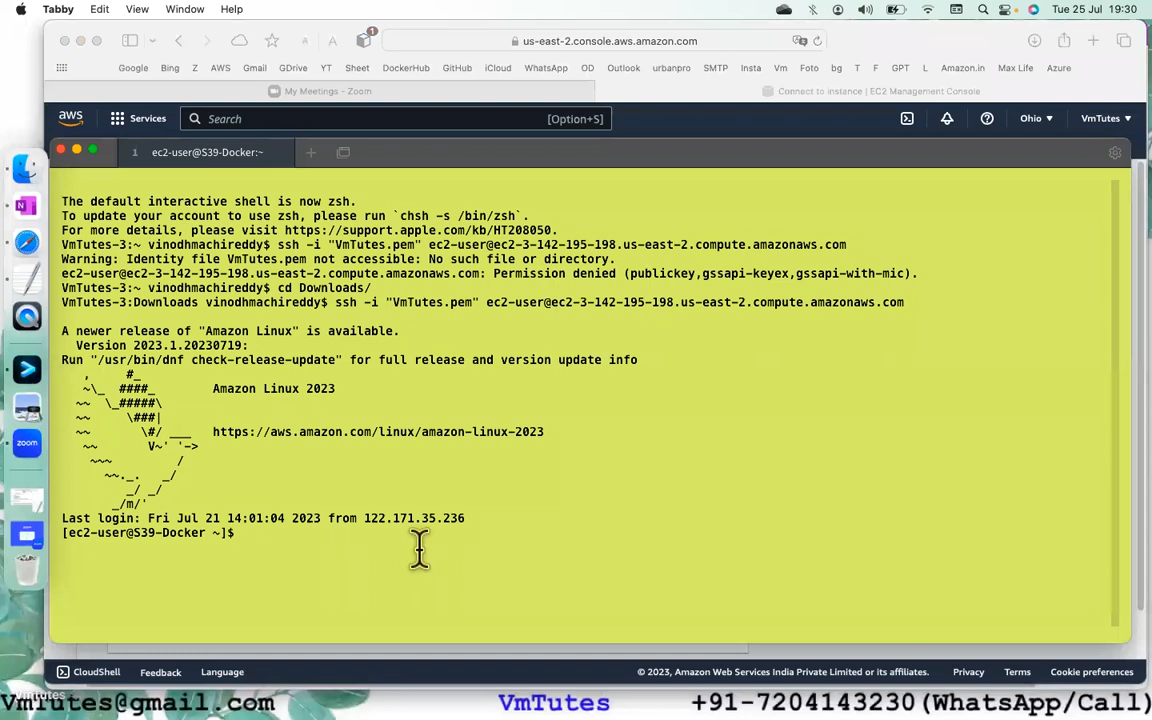 Tabby Edit View Window Help Tue 25 Jul 19:30
us-east-2.console.aws.amazon.com
Google Bing Z AWS Gmail GDrive YT Sheet DockerHub GitHub iCloud WhatsApp OD Outlook urbanpro SMTP Insta Vm Foto bg T F GPT L Amazon.in Max Life Azure
My Meetings - Zoom Connect to instance | EC2 Management Console
aws Services Search [Option+S] Ohio VmTutes
1 ec2-user@S39-Docker:~
The default interactive shell is now zsh.
To update your account to use zsh, please run `chsh -s /bin/zsh`.
For more details, please visit https://support.apple.com/kb/HT208050.
VmTutes-3:~ vinodhmachireddy$ ssh -i "VmTutes.pem" ec2-user@ec2-3-142-195-198.us-east-2.compute.amazonaws.com
Warning: Identity file VmTutes.pem not accessible: No such file or directory.
ec2-user@ec2-3-142-195-198.us-east-2.compute.amazonaws.com: Permission denied (publickey,gssapi-keyex,gssapi-with-mic).
VmTutes-3:~ vinodhmachireddy$ cd Downloads/
VmTutes-3:Downloads vinodhmachireddy$ ssh -i "VmTutes.pem" ec2-user@ec2-3-142-195-198.us-east-2.compute.amazonaws.com
A newer release of "Amazon Linux" is available.
Version 2023.1.20230719:
Run "/usr/bin/dnf check-release-update" for full release and version update info
, #_
~\_ ####_ Amazon Linux 2023
~~ \_#####\
~~ \###|
~~ \#/ ___ https://aws.amazon.com/linux/amazon-linux-2023
~~ V~' '->
~~~ /
~~._. _/
_/ _/
_/m/'
Last login: Fri Jul 21 14:01:04 2023 from 122.171.35.236
[ec2-user@S39-Docker ~]$
zoom
CloudShell Feedback Language © 2023, Amazon Web Services India Private Limited or its affiliates. Privacy Terms Cookie preferences
VmTutes
VmTutes@gmail.com VmTutes +91-7204143230(WhatsApp/Call)